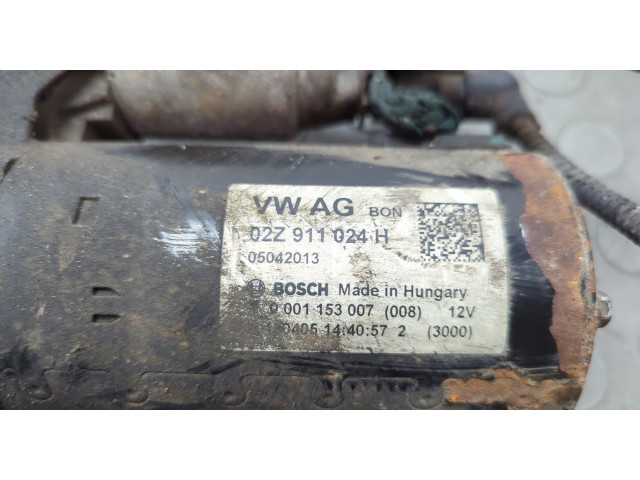 VW AG BON
02Z 911 024 H
05042013
BOSCH Made in Hungary
0 001 153 007 (008) 12V
0405 14:40:57 2 (3000)